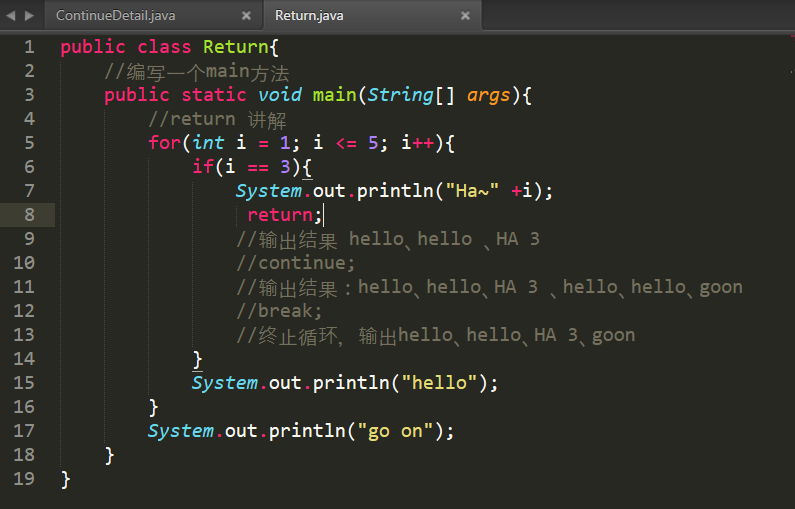 ContinueDetail.java × Return.java ×
1 public class Return{
2 //编写一个main方法
3 public static void main(String[] args){
4 //return 讲解
5 for(int i = 1; i <= 5; i++){
6 if(i == 3){
7 System.out.println("Ha~" +i);
8 return;
9 //输出结果 hello、hello 、HA 3
10 //continue;
11 //输出结果：hello、hello、HA 3 、hello、hello、goon
12 //break;
13 //终止循环, 输出hello、hello、HA 3、goon
14 }
15 System.out.println("hello");
16 }
17 System.out.println("go on");
18 }
19 }